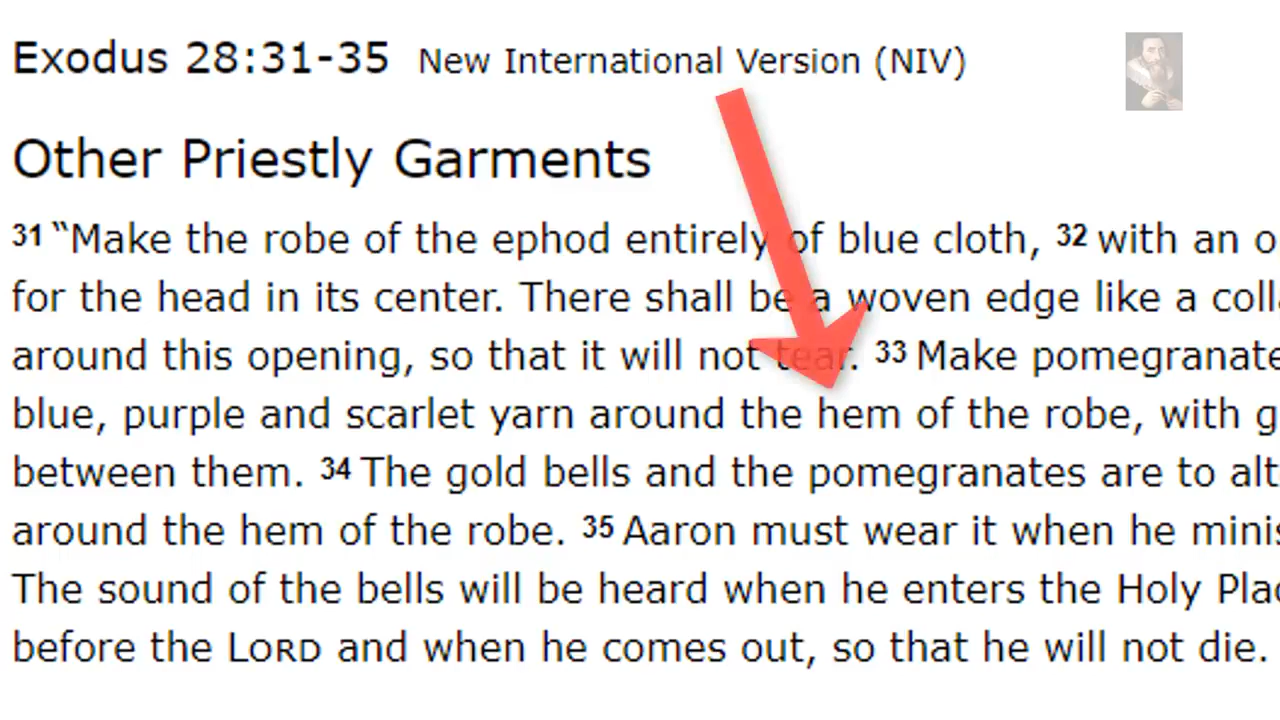 Exodus 28:31-35 New International Version (NIV)
Other Priestly Garments
31 “Make the robe of the ephod entirely of blue cloth, 32 with an o
for the head in its center. There shall be a woven edge like a coll
around this opening, so that it will not tear. 33 Make pomegranate
blue, purple and scarlet yarn around the hem of the robe, with g
between them. 34 The gold bells and the pomegranates are to alt
around the hem of the robe. 35 Aaron must wear it when he minis
The sound of the bells will be heard when he enters the Holy Plac
before the LORD and when he comes out, so that he will not die.